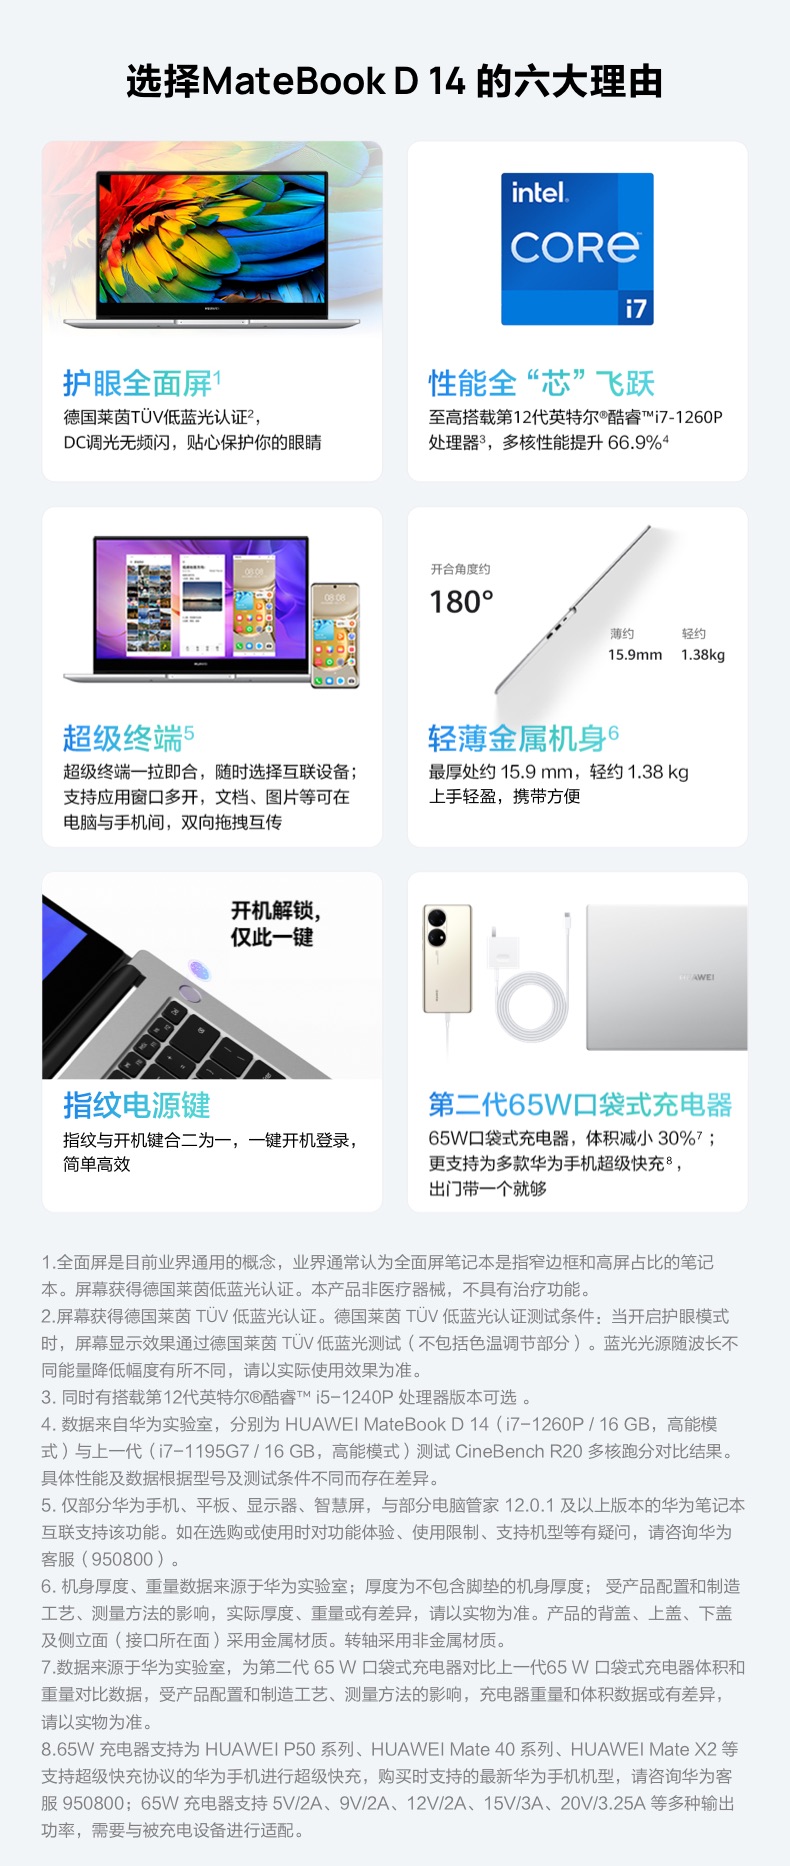 选择MateBook D 14 的六大理由
HUAWEI
护眼全面屏¹
德国莱茵TÜV低蓝光认证²，
DC调光无频闪，贴心保护你的眼睛
intel.
CORE™
i7
性能全“芯”飞跃
至高搭载第12代英特尔®酷睿™i7-1260P
处理器³，多核性能提升 66.9%⁴
08:08
08:08
HUAWEI
超级终端⁵
超级终端一拉即合，随时选择互联设备；
支持应用窗口多开，文档、图片等可在
电脑与手机间，双向拖拽互传
开合角度约
180°
薄约
15.9mm
轻约
1.38kg
轻薄金属机身⁶
最厚处约 15.9 mm，轻约 1.38 kg
上手轻盈，携带方便
开机解锁，
仅此一键
指纹电源键
指纹与开机键合二为一，一键开机登录，
简单高效
HUAWEI
第二代65W口袋式充电器
65W口袋式充电器，体积减小 30%⁷；
更支持为多款华为手机超级快充⁸，
出门带一个就够
1.全面屏是目前业界通用的概念，业界通常认为全面屏笔记本是指窄边框和高屏占比的笔记
本。屏幕获得德国莱茵低蓝光认证。本产品非医疗器械，不具有治疗功能。
2.屏幕获得德国莱茵 TÜV 低蓝光认证。德国莱茵 TÜV 低蓝光认证测试条件：当开启护眼模式
时，屏幕显示效果通过德国莱茵 TÜV 低蓝光测试（不包括色温调节部分）。蓝光光源随波长不
同能量降低幅度有所不同，请以实际使用效果为准。
3. 同时有搭载第12代英特尔®酷睿™ i5-1240P 处理器版本可选 。
4. 数据来自华为实验室，分别为 HUAWEI MateBook D 14（i7-1260P / 16 GB，高能模
式）与上一代（i7-1195G7 / 16 GB，高能模式）测试 CineBench R20 多核跑分对比结果。
具体性能及数据根据型号及测试条件不同而存在差异。
5. 仅部分华为手机、平板、显示器、智慧屏，与部分电脑管家 12.0.1 及以上版本的华为笔记本
互联支持该功能。如在选购或使用时对功能体验、使用限制、支持机型等有疑问，请咨询华为
客服（950800）。
6. 机身厚度、重量数据来源于华为实验室；厚度为不包含脚垫的机身厚度； 受产品配置和制造
工艺、测量方法的影响，实际厚度、重量或有差异，请以实物为准。产品的背盖、上盖、下盖
及侧立面（接口所在面）采用金属材质。转轴采用非金属材质。
7.数据来源于华为实验室，为第二代 65 W 口袋式充电器对比上一代65 W 口袋式充电器体积和
重量对比数据，受产品配置和制造工艺、测量方法的影响，充电器重量和体积数据或有差异，
请以实物为准。
8.65W 充电器支持为 HUAWEI P50 系列、HUAWEI Mate 40 系列、HUAWEI Mate X2 等
支持超级快充协议的华为手机进行超级快充，购买时支持的最新华为手机机型，请咨询华为客
服 950800；65W 充电器支持 5V/2A、9V/2A、12V/2A、15V/3A、20V/3.25A 等多种输出
功率，需要与被充电设备进行适配。